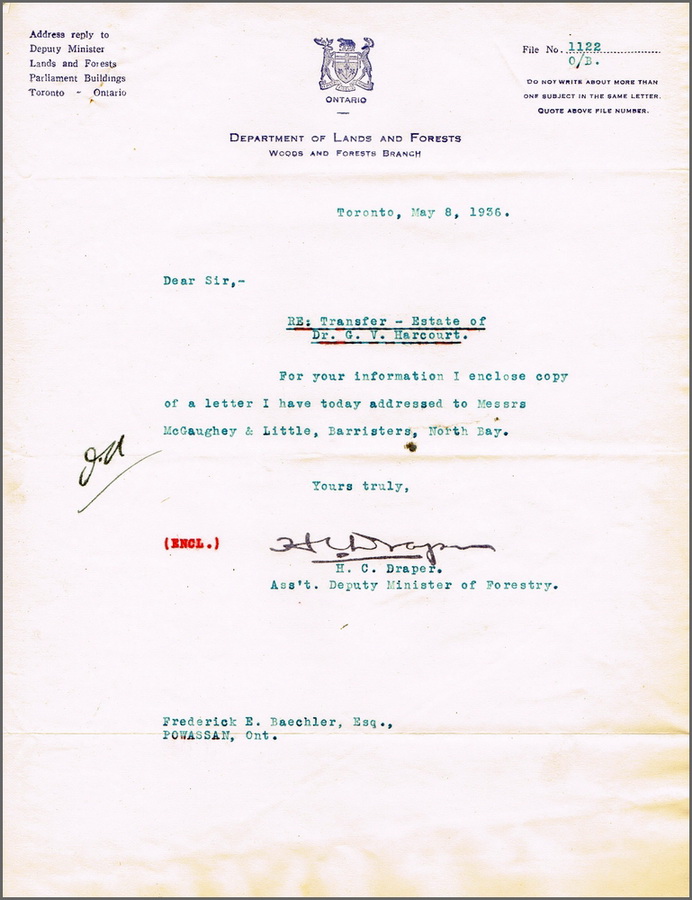 Address reply to
Deputy Minister
Lands and Forests
Parliament Buildings
Toronto - Ontario
ONTARIO
File No. 1122
O/B.
DO NOT WRITE ABOUT MORE THAN
ONE SUBJECT IN THE SAME LETTER.
QUOTE ABOVE FILE NUMBER.
DEPARTMENT OF LANDS AND FORESTS
WOODS AND FORESTS BRANCH
Toronto, May 8, 1936.
Dear Sir,-
RE: Transfer - Estate of
Dr. G. V. Harcourt.
For your information I enclose copy
of a letter I have today addressed to Messrs
McGaughey & Little, Barristers, North Bay.
Yours truly,
(ENCL.)
H C Draper
H. C. Draper.
Ass't. Deputy Minister of Forestry.
Frederick E. Baechler, Esq.,
POWASSAN, Ont.